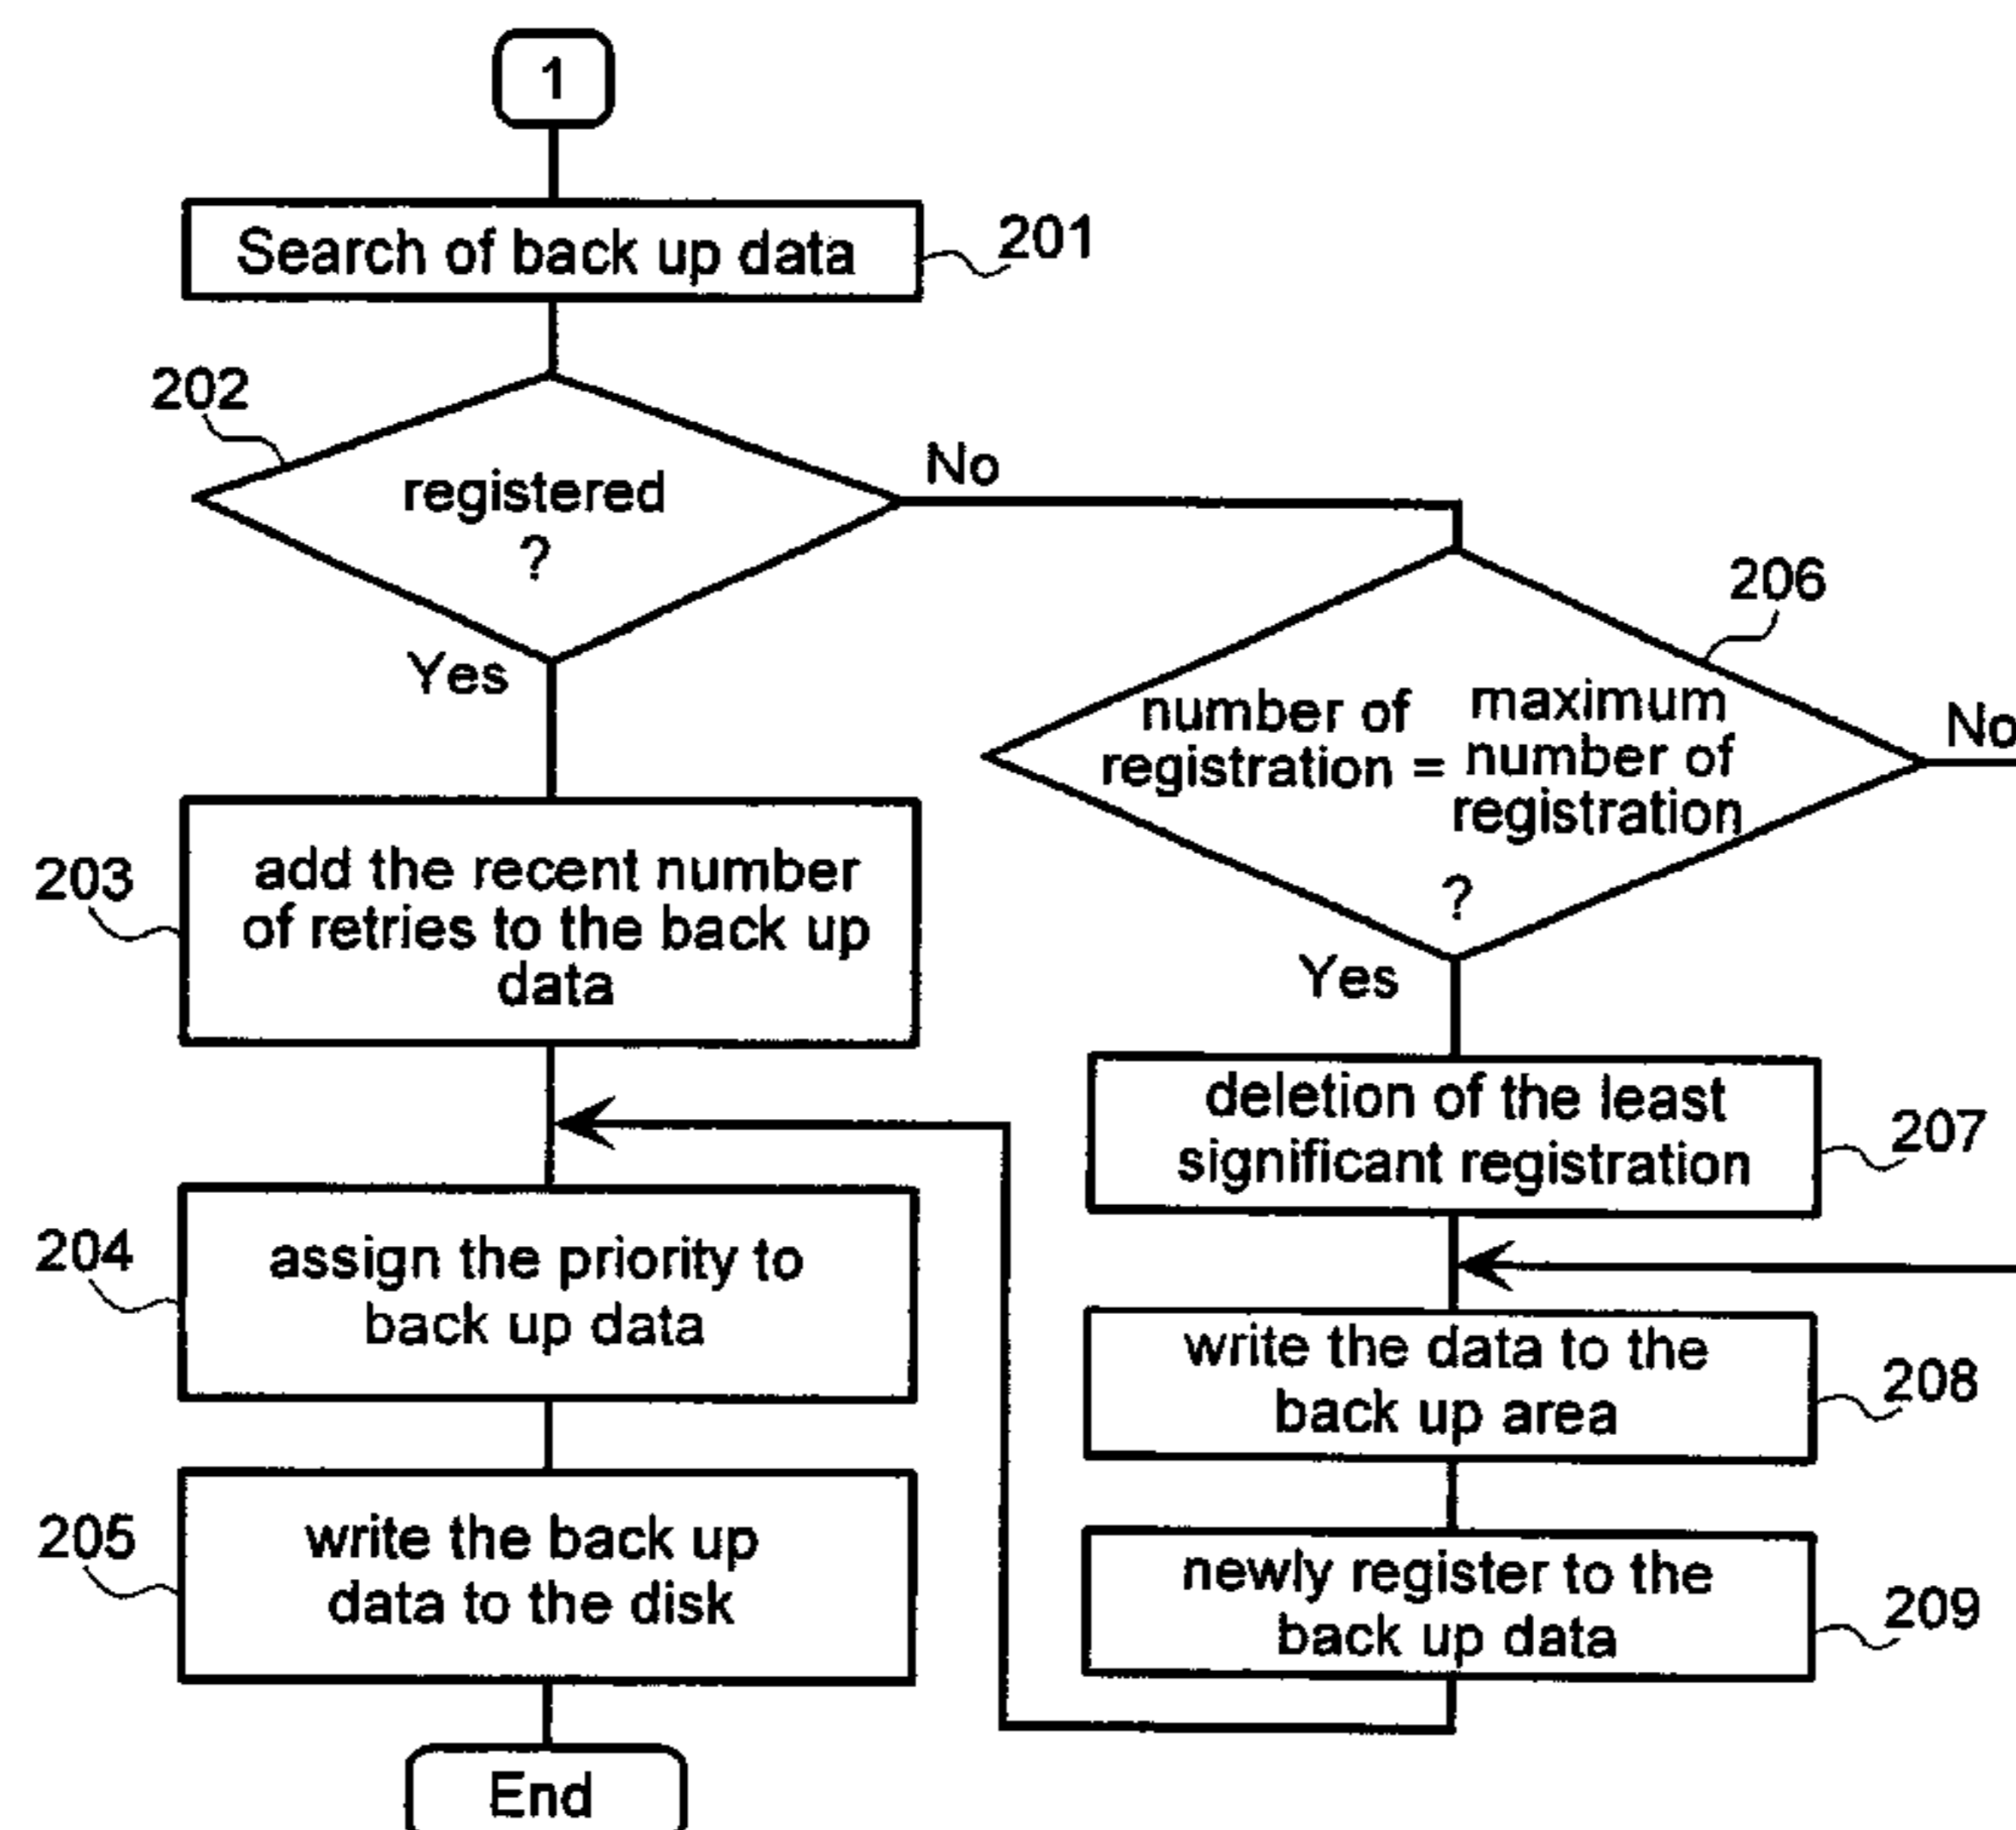 1
Search of back up data
201
202
registered
?
No
Yes
203
add the recent number
of retries to the back up
data
204
assign the priority to
back up data
205
write the back up
data to the disk
End
206
number of
registration
=
maximum
number of
registration
?
No
Yes
deletion of the least
significant registration
207
write the data to the
back up area
208
newly register to the
back up data
209